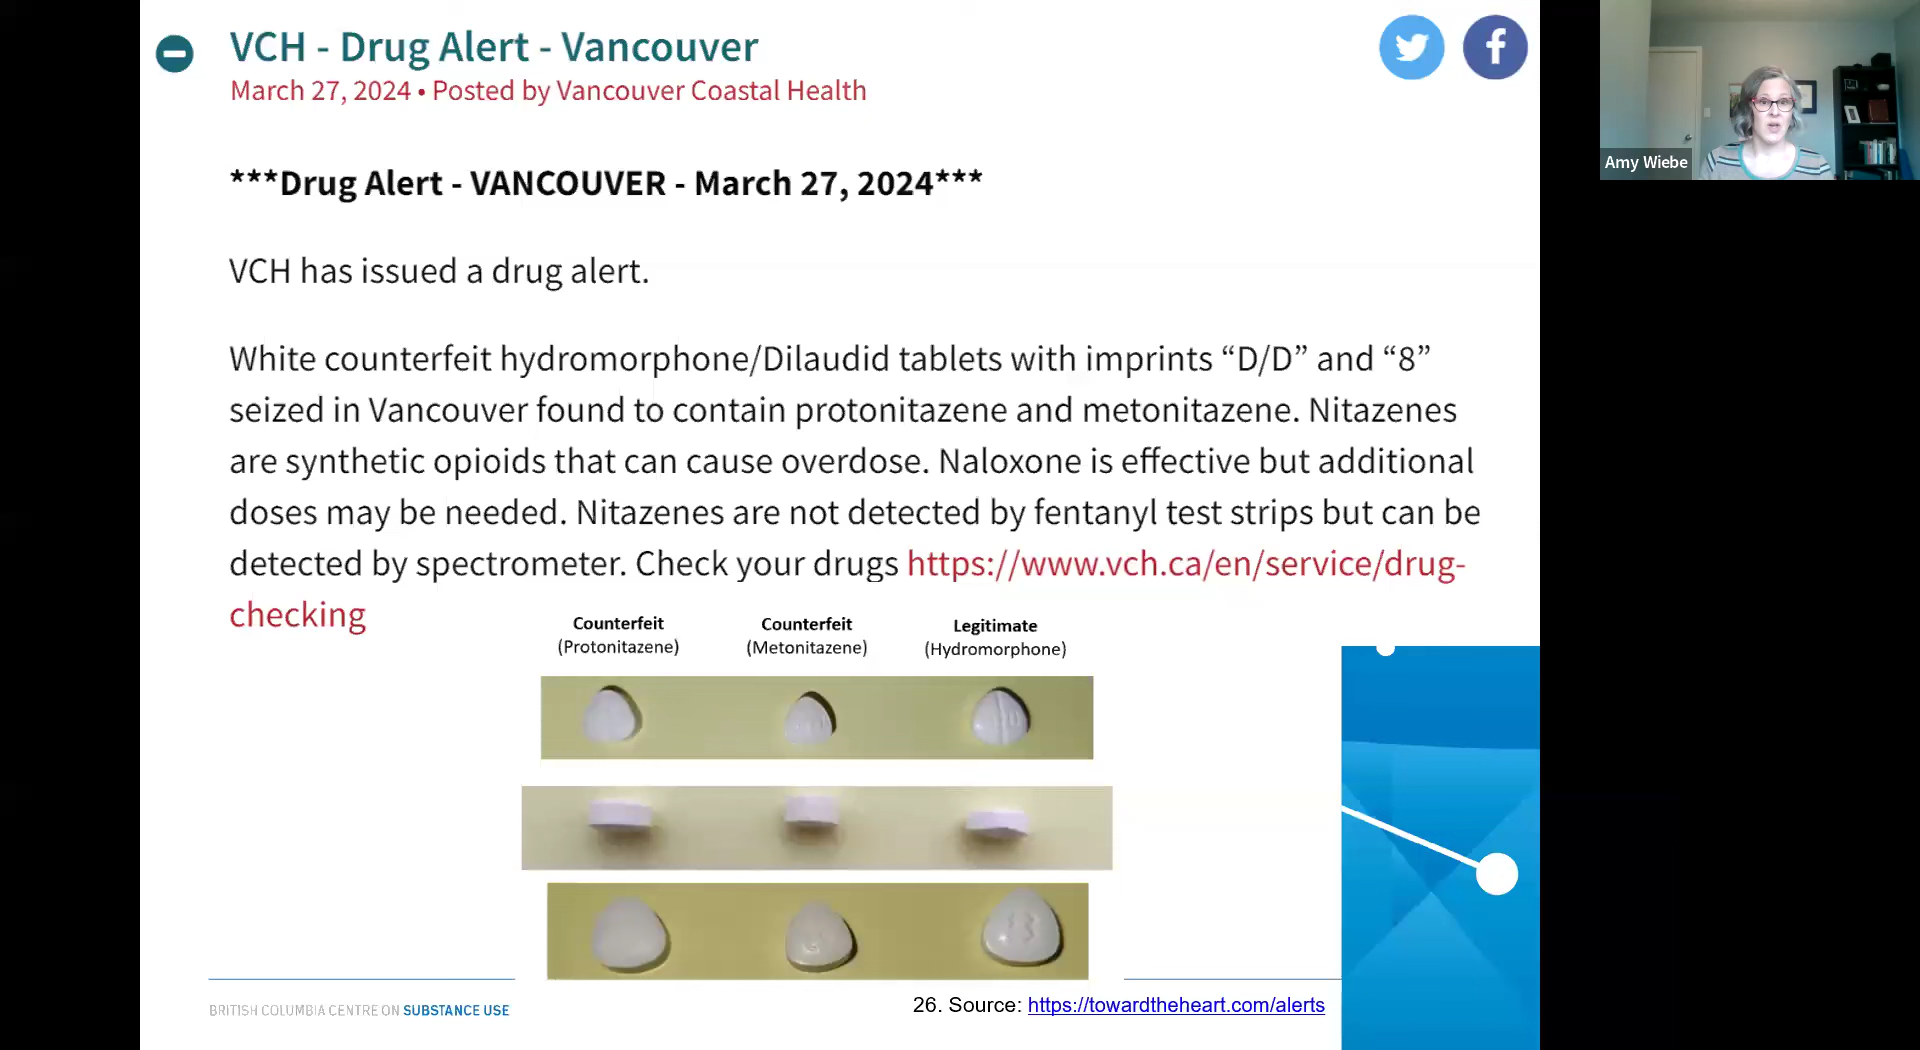 VCH - Drug Alert - Vancouver
March 27, 2024 • Posted by Vancouver Coastal Health
***Drug Alert - VANCOUVER - March 27, 2024***
VCH has issued a drug alert.
White counterfeit hydromorphone/Dilaudid tablets with imprints “D/D” and “8”
seized in Vancouver found to contain protonitazene and metonitazene. Nitazenes
are synthetic opioids that can cause overdose. Naloxone is effective but additional
doses may be needed. Nitazenes are not detected by fentanyl test strips but can be
detected by spectrometer. Check your drugs https://www.vch.ca/en/service/drug-
checking
Counterfeit
(Protonitazene)
Counterfeit
(Metonitazene)
Legitimate
(Hydromorphone)
BRITISH COLUMBIA CENTRE ON SUBSTANCE USE
26. Source: https://towardtheheart.com/alerts
Amy Wiebe